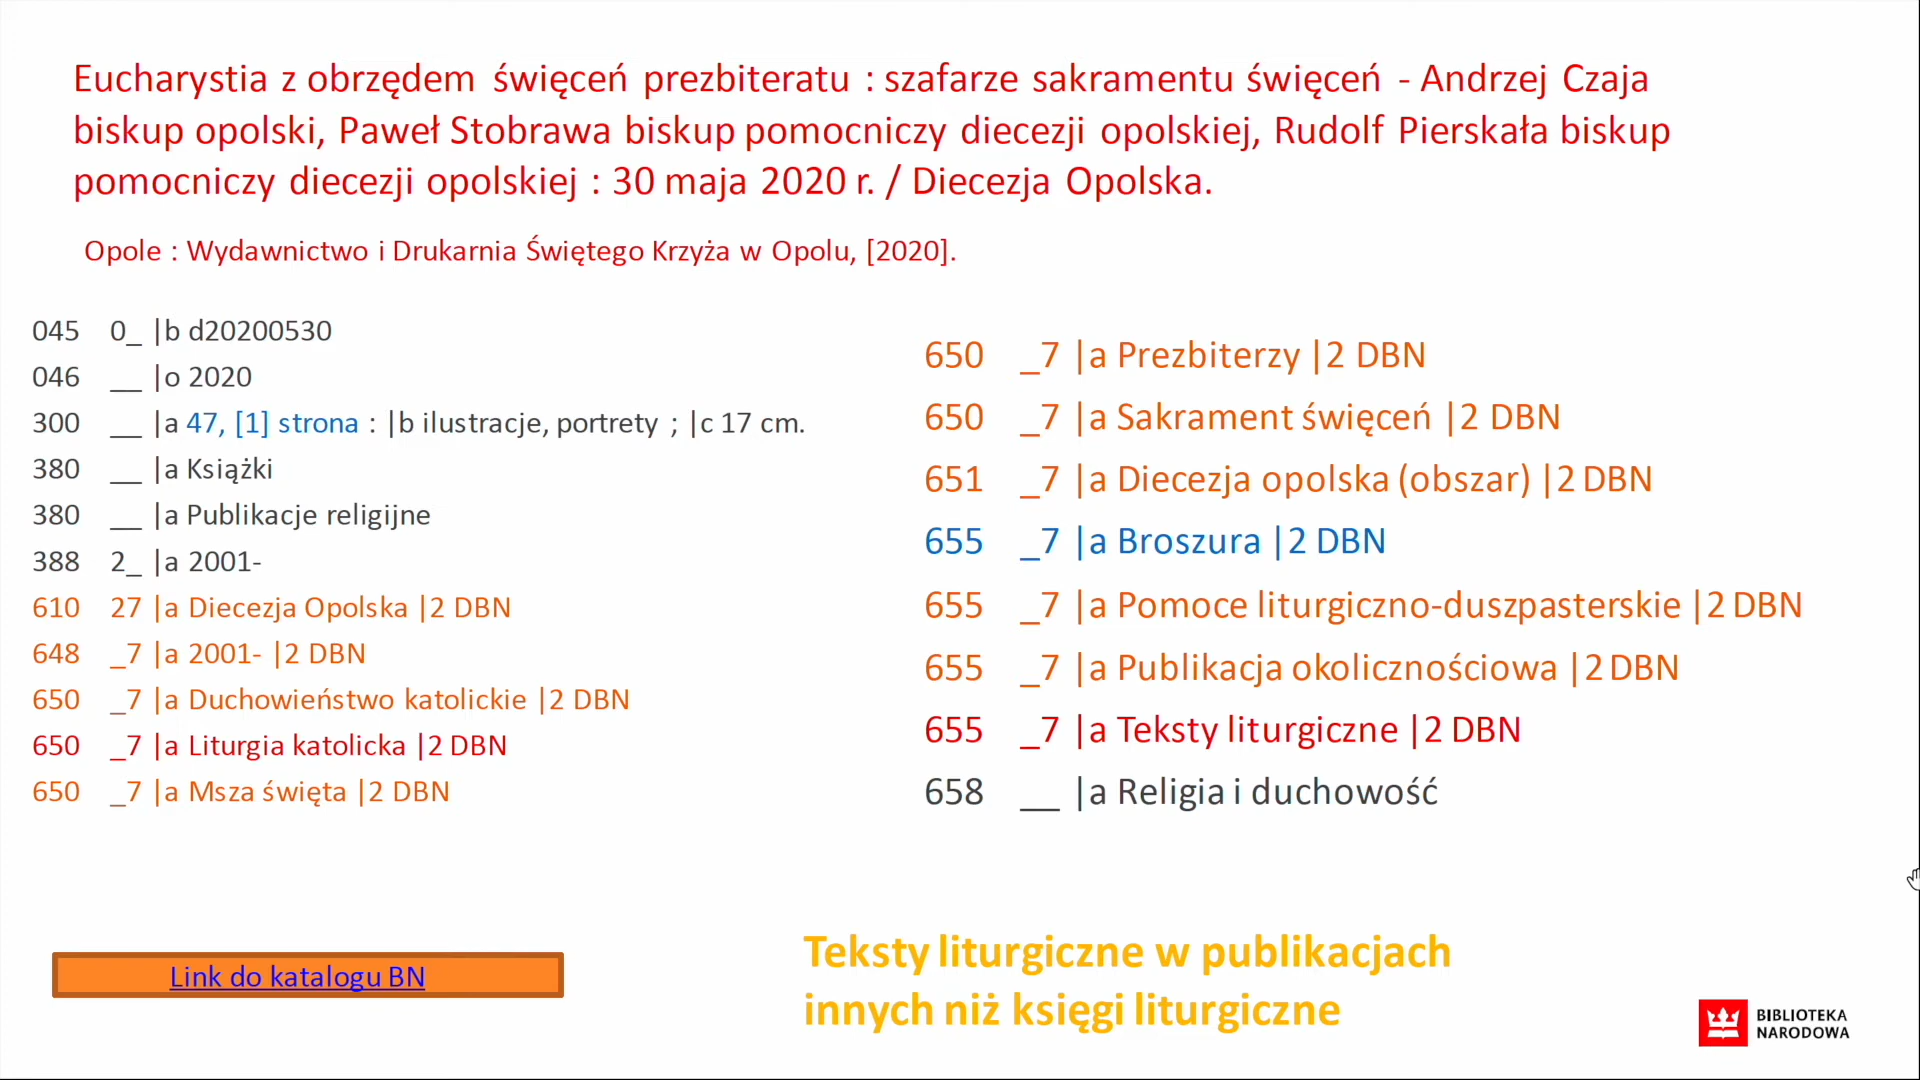 Eucharystia z obrzędem święceń prezbiteratu : szafarze sakramentu święceń - Andrzej Czaja
biskup opolski, Paweł Stobrawa biskup pomocniczy diecezji opolskiej, Rudolf Pierskała biskup
pomocniczy diecezji opolskiej : 30 maja 2020 r. / Diecezja Opolska.
Opole : Wydawnictwo i Drukarnia Świętego Krzyża w Opolu, [2020].
045 0_ |b d20200530
046 __ |o 2020
300 __ |a 47, [1] strona : |b ilustracje, portrety ; |c 17 cm.
380 __ |a Książki
380 __ |a Publikacje religijne
388 2_ |a 2001-
610 27 |a Diecezja Opolska |2 DBN
648 _7 |a 2001- |2 DBN
650 _7 |a Duchowieństwo katolickie |2 DBN
650 _7 |a Liturgia katolicka |2 DBN
650 _7 |a Msza święta |2 DBN
650 _7 |a Prezbiterzy |2 DBN
650 _7 |a Sakrament święceń |2 DBN
651 _7 |a Diecezja opolska (obszar) |2 DBN
655 _7 |a Broszura |2 DBN
655 _7 |a Pomoce liturgiczno-duszpasterskie |2 DBN
655 _7 |a Publikacja okolicznościowa |2 DBN
655 _7 |a Teksty liturgiczne |2 DBN
658 __ |a Religia i duchowość
Link do katalogu BN
Teksty liturgiczne w publikacjach
innych niż księgi liturgiczne
BIBLIOTEKA
NARODOWA